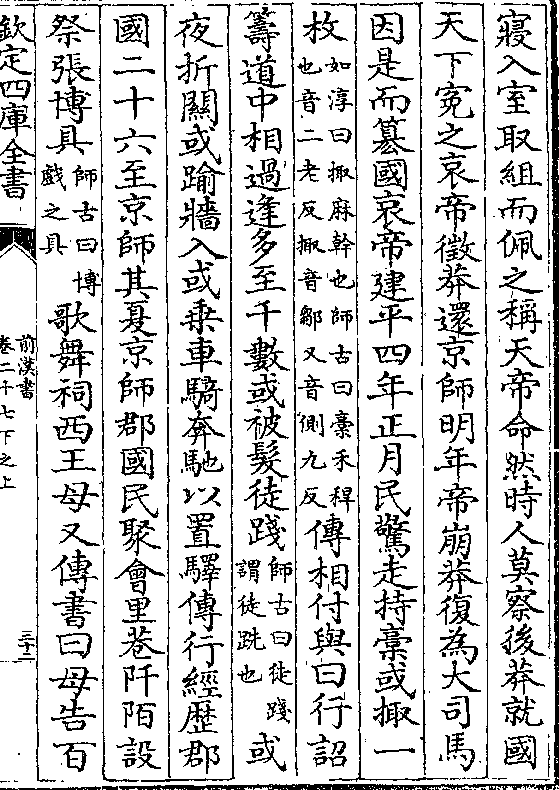 寢入室取組而佩之稱天帝命然時人莫察後莽就國
天下寃之哀帝徵莽還京師明年帝崩莽復為大司馬
因是而簒國哀帝建平四年正月民驚走持稾或掫一
枚如淳曰掫麻幹也師古曰稾禾稈也音二老反掫音鄒又音側九反傳相付與曰行詔
籌道中相過逢多至千數或被髮徒踐師古曰徒踐謂徒跣也或
夜折關或踰牆入或乗車騎奔馳以置驛傳行經歴郡
國二十六至京師其夏京師郡國民聚會里巷阡陌設
祭張博具師古曰博戲之具歌舞祠西王母又傳書曰母告百
欽定四庫全書
前漢書
卷二十七下之上
三十二